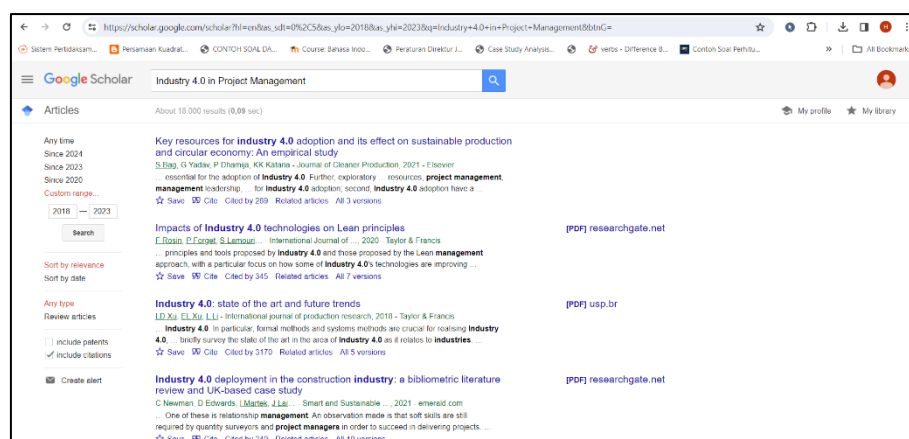 https://scholar.google.com/scholar?hl=en&as_sdt=0%2C5&as_ylo=2018&as_yhi=2023&q=Industry+4.0+in+Project+Management&btnG=
Sistem Pertidaksam...
Persamaan Kuadrat...
CONTOH SOAL DA...
Course: Bahasa Indo...
Peraturan Direktur J...
Case Study Analysis...
verbs - Difference B...
Contoh Soal Perhitu...
»
All Bookmarks
Google Scholar
Industry 4.0 in Project Management
Articles
About 18.000 results (0,09 sec)
My profile
My library
Any time
Since 2024
Since 2023
Since 2020
Custom range...
2018 — 2023
Search
Sort by relevance
Sort by date
Any type
Review articles
include patents
include citations
Create alert
Key resources for industry 4.0 adoption and its effect on sustainable production
and circular economy: An empirical study
S Bag, G Yadav, P Dhamija, KK Kataria - Journal of Cleaner Production, 2021 - Elsevier
... essential for the adoption of Industry 4.0. Further, exploratory ... resources, project management,
management leadership, ... for Industry 4.0 adoption; second, Industry 4.0 adoption have a ...
Save Cite Cited by 269 Related articles All 3 versions
Impacts of Industry 4.0 technologies on Lean principles
F Rosin, P Forget, S Lamouri... - International Journal of ..., 2020 - Taylor & Francis
... principles and tools proposed by Industry 4.0 and those proposed by the Lean management
approach, with a particular focus on how some of Industry 4.0's technologies are improving ...
Save Cite Cited by 345 Related articles All 7 versions
[PDF] researchgate.net
Industry 4.0: state of the art and future trends
LD Xu, EL Xu, L Li - International journal of production research, 2018 - Taylor & Francis
... Industry 4.0. In particular, formal methods and systems methods are crucial for realising Industry
4.0, ... briefly survey the state of the art in the area of Industry 4.0 as it relates to industries. ...
Save Cite Cited by 3170 Related articles All 5 versions
[PDF] usp.br
Industry 4.0 deployment in the construction industry: a bibliometric literature
review and UK-based case study
C Newman, D Edwards, I Martek, J Lai... - Smart and Sustainable ..., 2021 - emerald.com
... One of these is relationship management. An observation made is that soft skills are still
required by quantity surveyors and project managers in order to succeed in delivering projects. ...
[PDF] researchgate.net